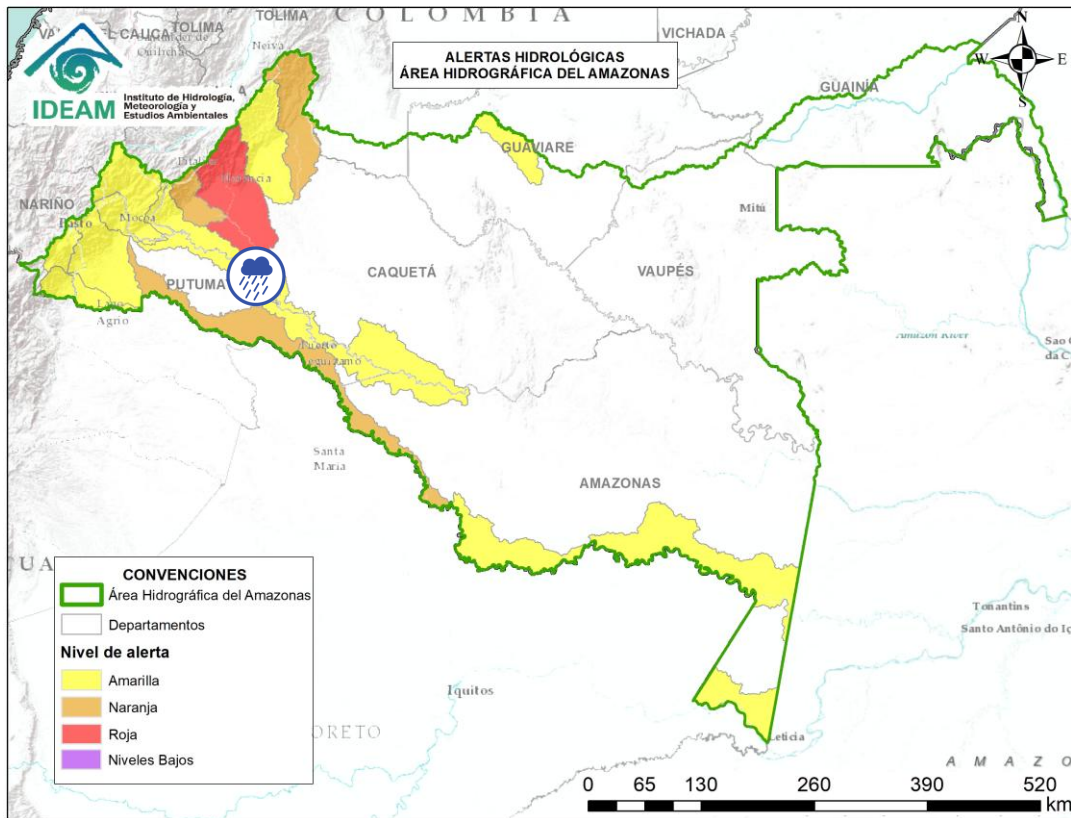 COLOMBIA
TOLIMA
TOLIMA
Neiva
VICHADA
IDEAM
Instituto de Hidrología,
Meteorología y
Estudios Ambientales
ALERTAS HIDROLÓGICAS
ÁREA HIDROGRÁFICA DEL AMAZONAS
N
W
E
S
GUAINÍA
GUAVIARE
NARIÑO
Pasto
Mocoa
Mitú
CAQUETÁ
VAUPÉS
PUTUMA
Lago
Agrio
Puerto
Amazon River
Sao G
da C
Santa
María
AMAZONAS
CONVENCIONES
Área Hidrográfica del Amazonas
Departamentos
Nivel de alerta
Amarilla
Naranja
Roja
Niveles Bajos
Tonantins
Santo Antônio do Iç
Iquitos
ORETO
Leticia
AMAZO
0 65 130 260 390 520
km